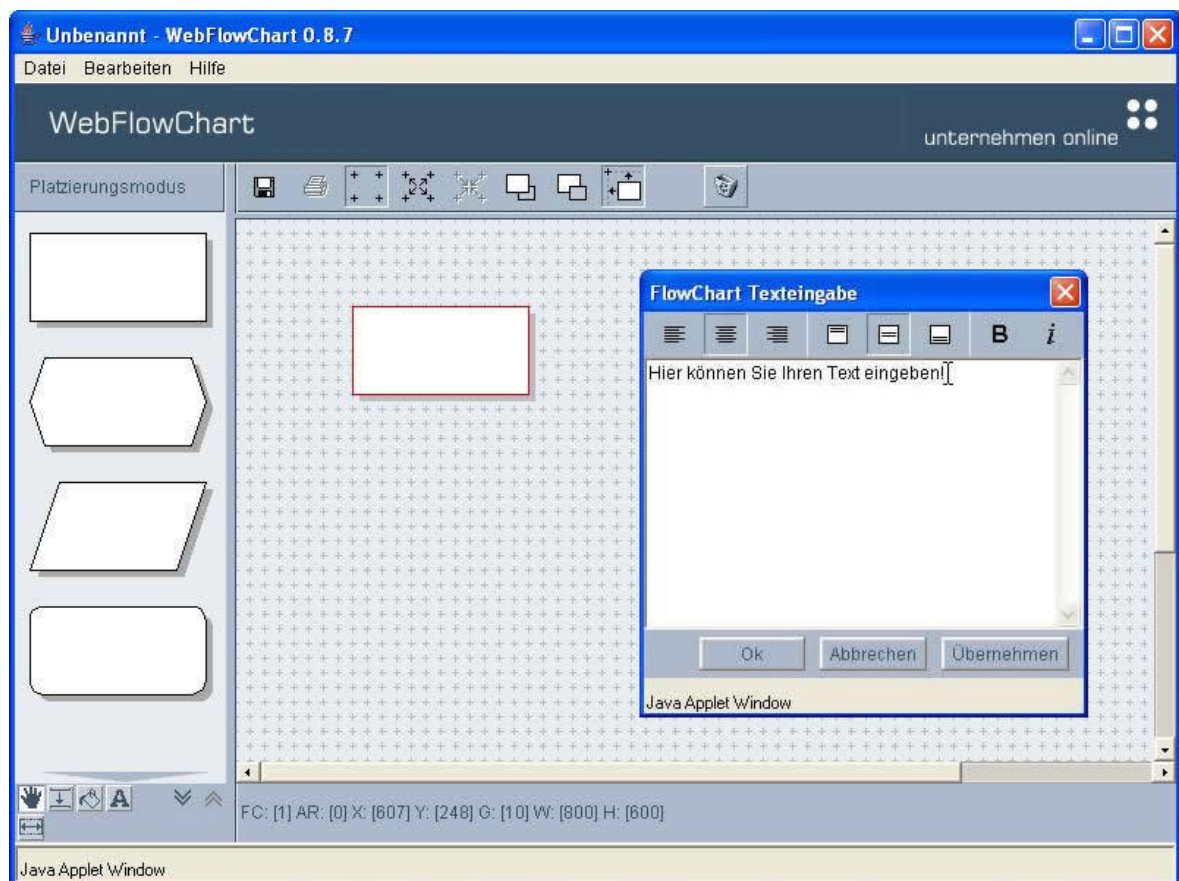 Unbenannt - WebFlowChart 0.8.7
Datei Bearbeiten Hilfe
WebFlowChart
unternehmen online
Platzierungsmodus
FlowChart Texteingabe
B i
Hier können Sie Ihren Text eingeben!
Ok Abbrechen Übernehmen
Java Applet Window
A
FC: [1] AR: [0] X: [607] Y: [248] G: [10] W: [800] H: [600]
Java Applet Window